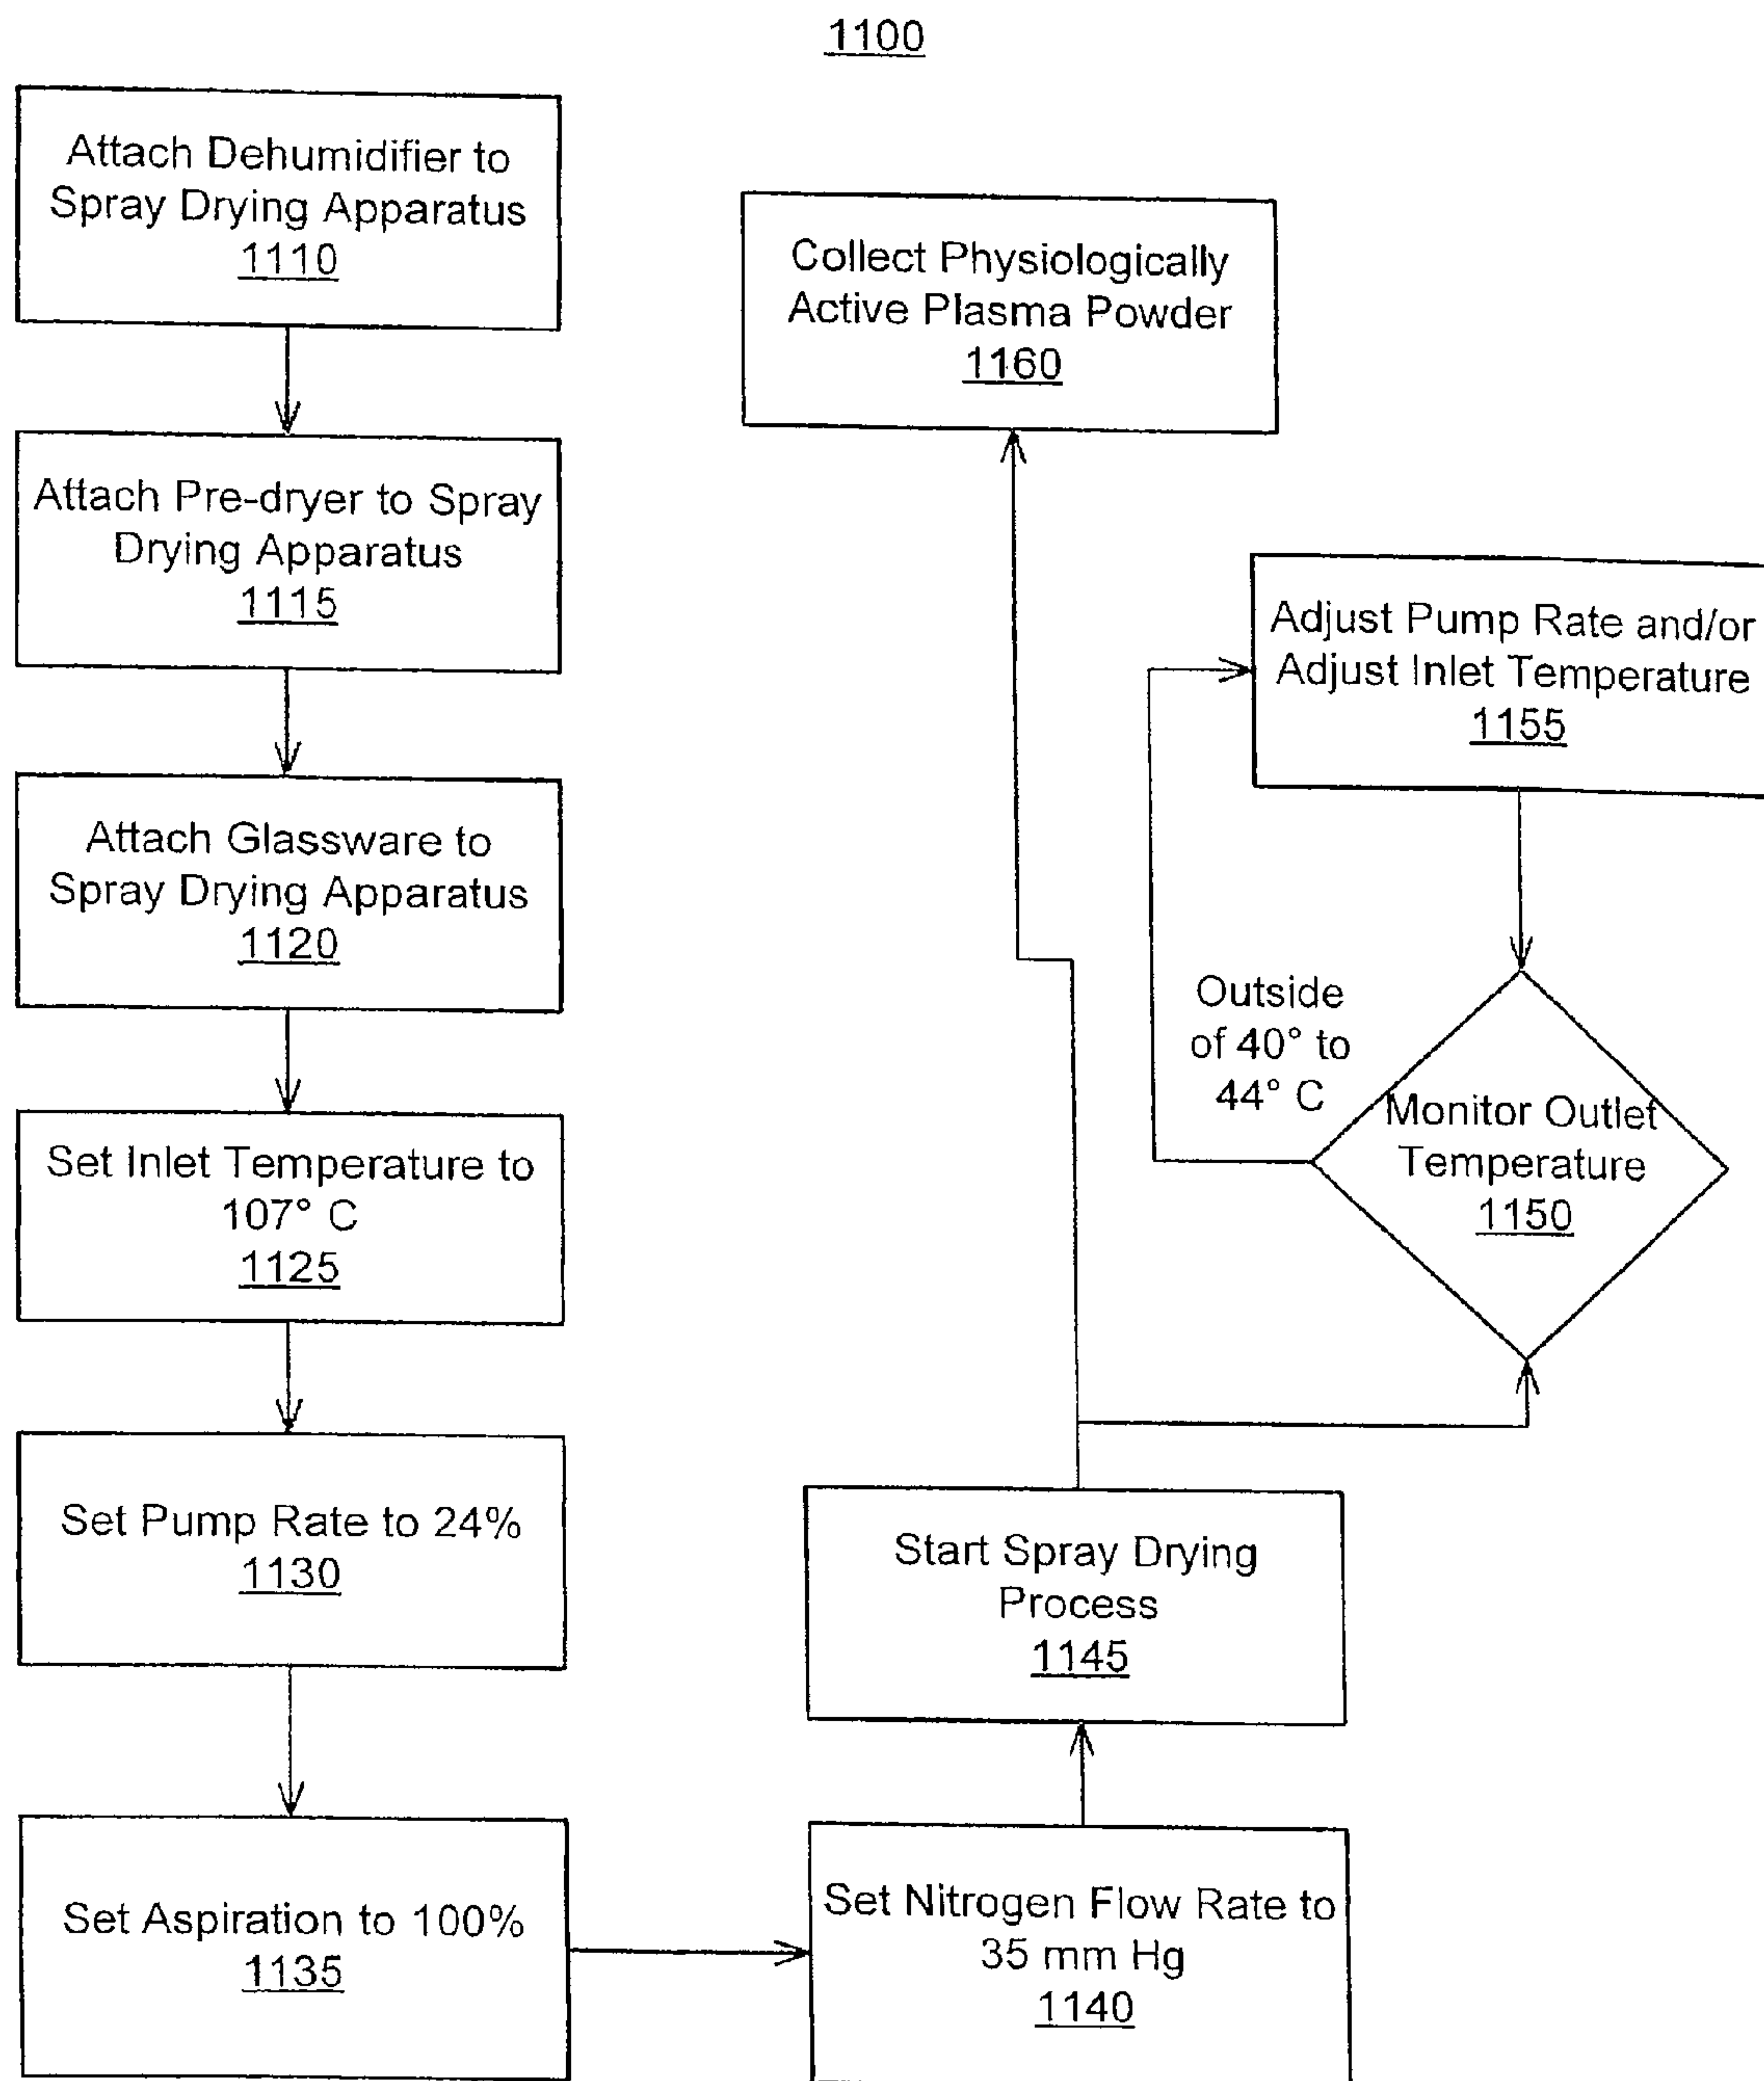 1100
Attach Dehumidifier to
Spray Drying Apparatus
1110
Attach Pre-dryer to Spray
Drying Apparatus
1115
Attach Glassware to
Spray Drying Apparatus
1120
Set Inlet Temperature to
107° C
1125
Set Pump Rate to 24%
1130
Set Aspiration to 100%
1135
Set Nitrogen Flow Rate to
35 mm Hg
1140
Start Spray Drying
Process
1145
Monitor Outlet
Temperature
1150
Outside
of 40° to
44° C
Adjust Pump Rate and/or
Adjust Inlet Temperature
1155
Collect Physiologically
Active Plasma Powder
1160